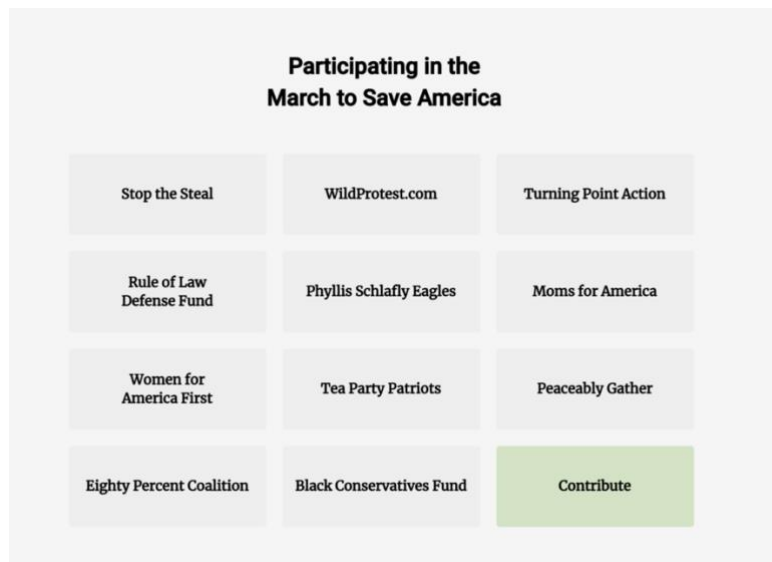 Participating in the
March to Save America
Stop the Steal
WildProtest.com
Turning Point Action
Rule of Law
Defense Fund
Phyllis Schlafly Eagles
Moms for America
Women for
America First
Tea Party Patriots
Peaceably Gather
Eighty Percent Coalition
Black Conservatives Fund
Contribute